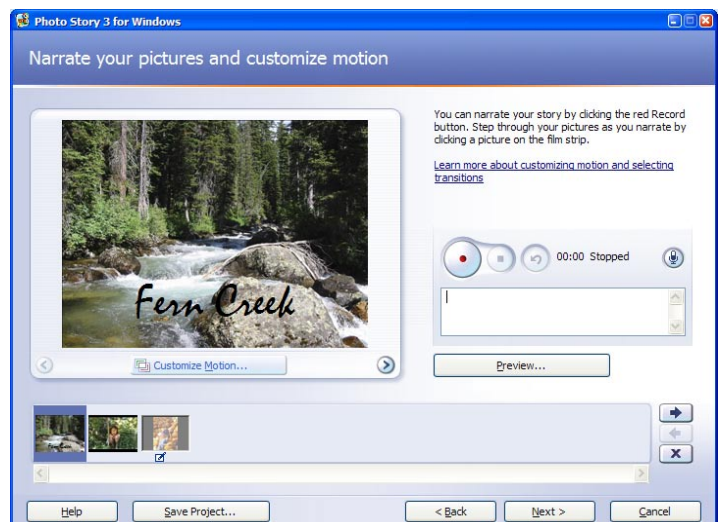 Photo Story 3 for Windows
Narrate your pictures and customize motion
You can narrate your story by clicking the red Record
button. Step through your pictures as you narrate by
clicking a picture on the film strip.
Learn more about customizing motion and selecting
transitions
Fern Creek
00:00 Stopped
Customize Motion...
Preview...
Help
Save Project...
< Back
Next >
Cancel